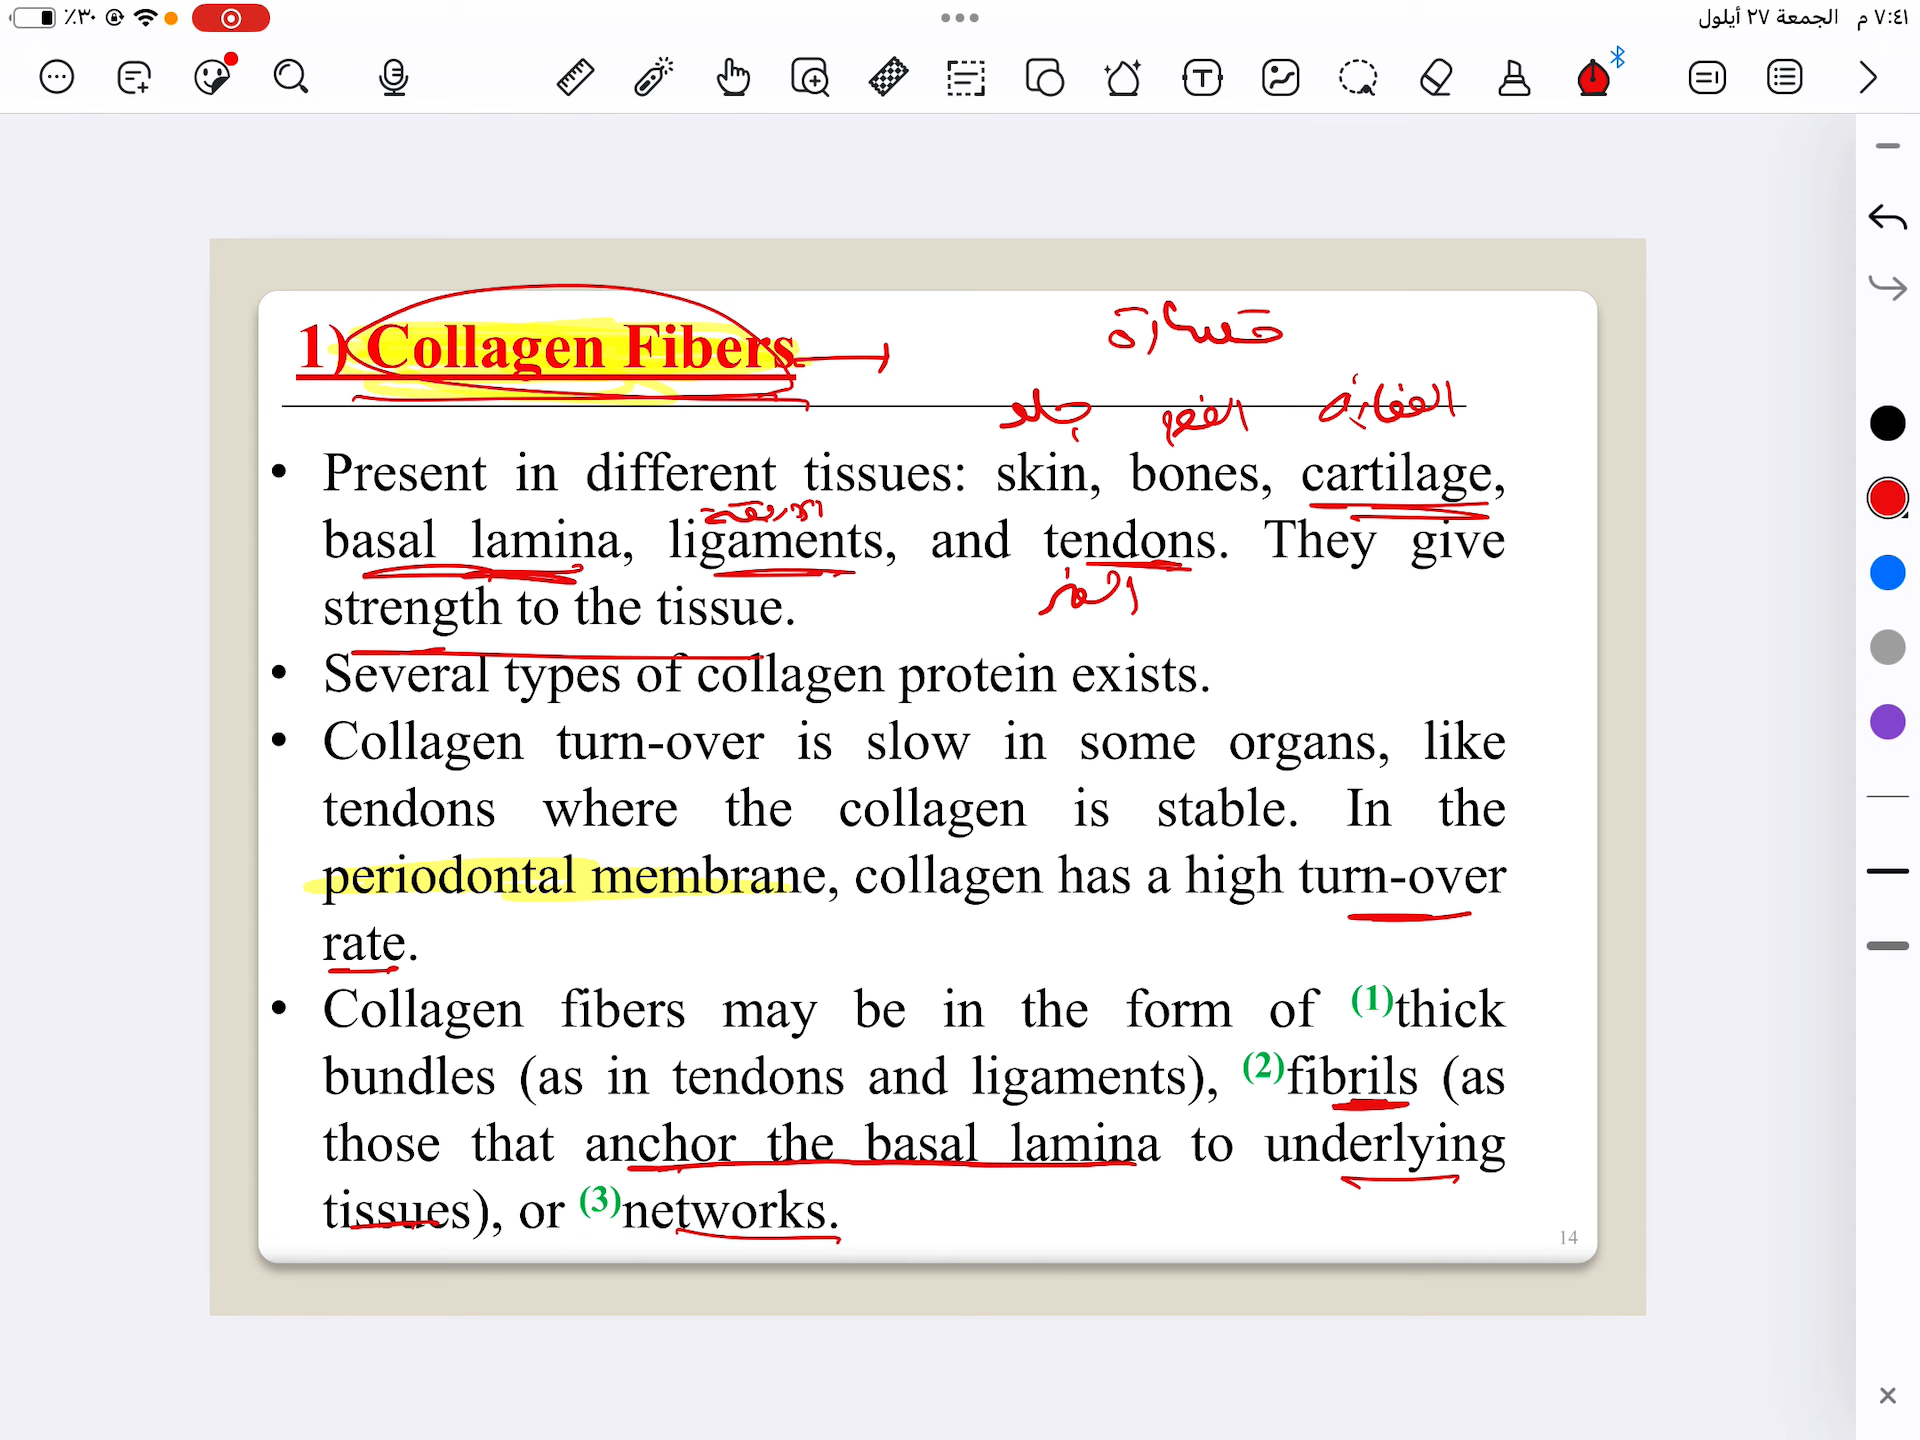 ٪٣٠
٧:٤١ م الجمعة ٢٧ أيلول
1) Collagen Fibers
جلد
• Present in different tissues: skin, bones, cartilage,
basal lamina, ligaments, and tendons. They give
strength to the tissue.
• Several types of collagen protein exists.
• Collagen turn-over is slow in some organs, like
tendons where the collagen is stable. In the
periodontal membrane, collagen has a high turn-over
rate.
• Collagen fibers may be in the form of (1)thick
bundles (as in tendons and ligaments), (2)fibrils (as
those that anchor the basal lamina to underlying
tissues), or (3)networks.
14